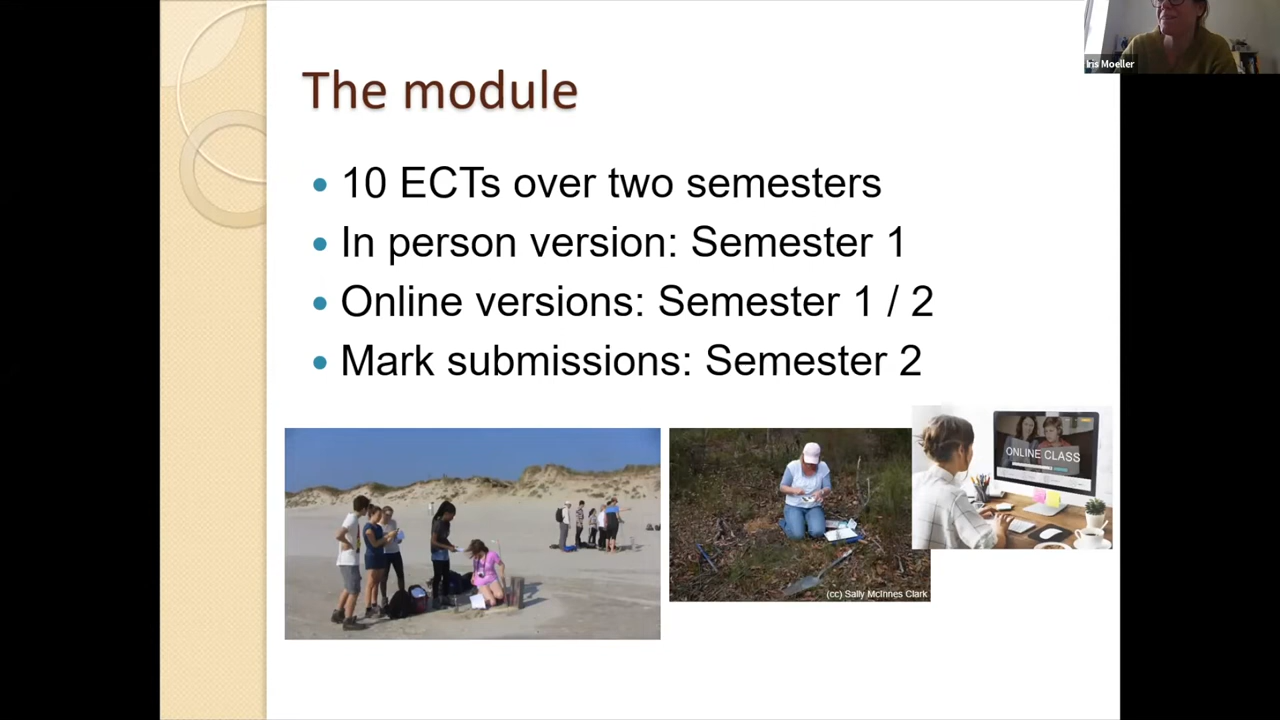 Iris Moeller
The module
10 ECTs over two semesters
In person version: Semester 1
Online versions: Semester 1 / 2
Mark submissions: Semester 2
ONLINE CLASS
(cc) Sally McInnes Clark